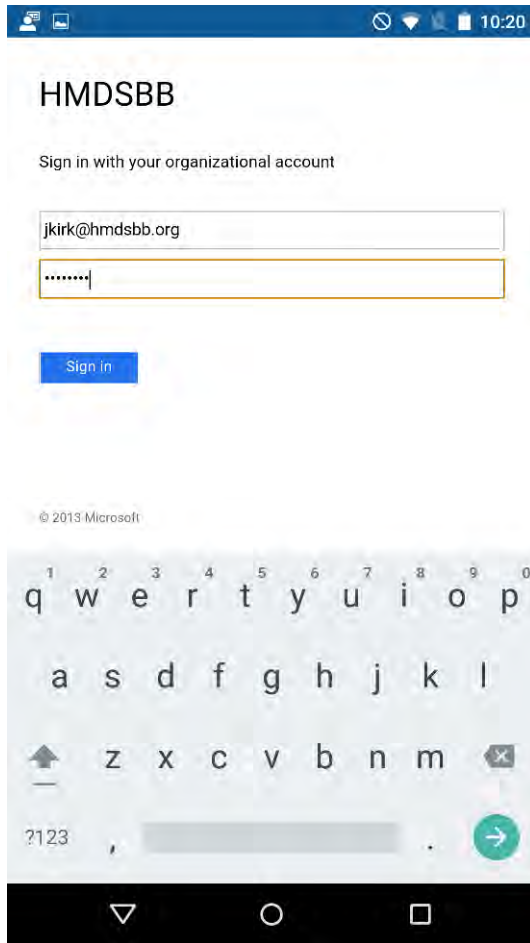 10:20
HMDSBB
Sign in with your organizational account
jkirk@hmdsbb.org
••••••••
Sign in
© 2013 Microsoft
1 2 3 4 5 6 7 8 9 0
q w e r t y u i o p
a s d f g h j k l
z x c v b n m
?123 , .